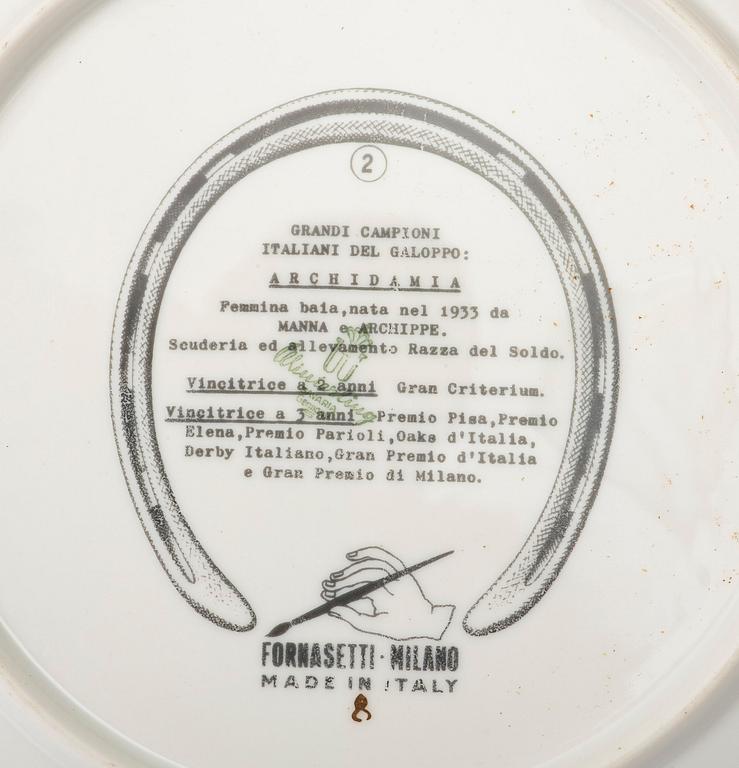 2
GRANDI CAMPIONI
ITALIANI DEL GALOPPO:
ARCHIDAMIA
Femmina baia,nata nel 1933 da
MANNA e ARCHIPPE.
Scuderia ed allevamento Razza del Soldo.
Vincitrice a 2 anni Gran Criterium.
Vincitrice a 3 anni Premio Pisa,Premio
Elena,Premio Parioli,Oaks d'Italia,
Derby Italiano,Gran Premio d'Italia
e Gran Premio di Milano.
FORNASETTI·MILANO
MADE IN ITALY
8